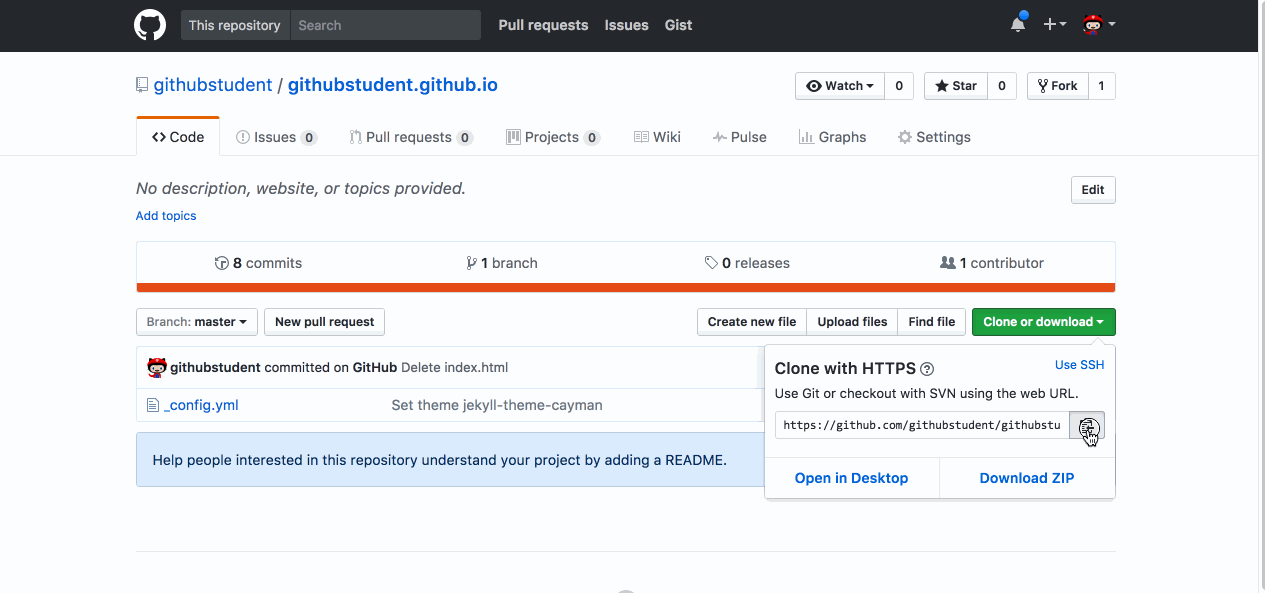 This repository Search Pull requests Issues Gist
githubstudent / githubstudent.github.io Watch 0 Star 0 Fork 1
Code Issues 0 Pull requests 0 Projects 0 Wiki Pulse Graphs Settings
No description, website, or topics provided. Edit
Add topics
8 commits 1 branch 0 releases 1 contributor
Branch: master New pull request Create new file Upload files Find file Clone or download
githubstudent committed on GitHub Delete index.html
_config.yml Set theme jekyll-theme-cayman
Help people interested in this repository understand your project by adding a README.
Clone with HTTPS ? Use SSH
Use Git or checkout with SVN using the web URL.
https://github.com/githubstudent/githubstu
Open in Desktop Download ZIP